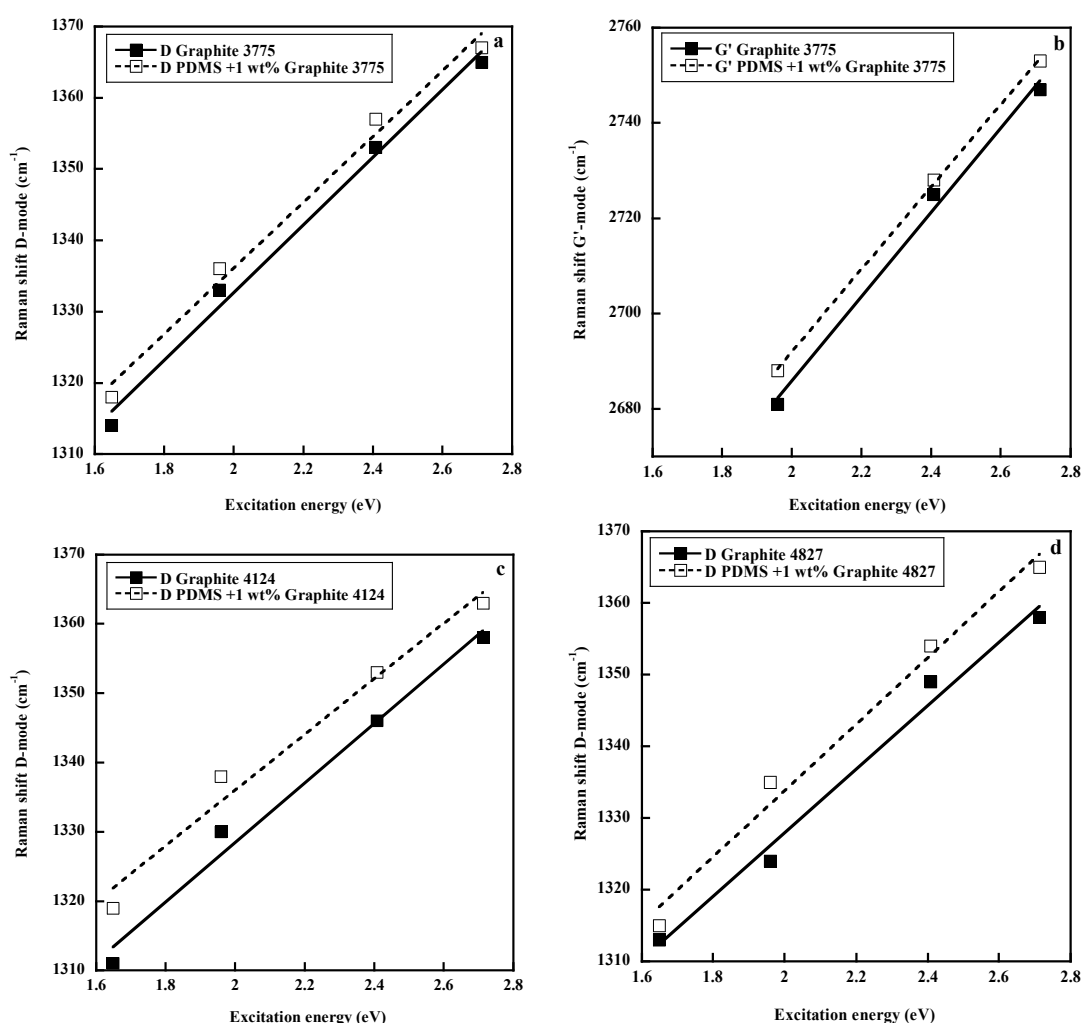 a
D Graphite 3775
D PDMS +1 wt% Graphite 3775
1370
1360
1350
1340
1330
1320
1310
Raman shift D-mode (cm-1)
1.6 2 2.4 2.8
Excitation energy (eV)
b
G' Graphite 3775
G' PDMS +1 wt% Graphite 3775
2760
2740
2720
2700
2680
Raman shift G'-mode (cm-1)
1.6 1.8 2 2.2 2.4 2.6 2.8
Excitation energy (eV)
c
D Graphite 4124
D PDMS +1 wt% Graphite 4124
1370
1360
1350
1340
1330
1320
1310
Raman shift D-mode (cm-1)
1.6 1.8 2 2.2 2.4 2.6 2.8
Excitation energy (eV)
d
D Graphite 4827
D PDMS +1 wt% Graphite 4827
1370
1360
1350
1340
1330
1320
1310
Raman shift D-mode (cm-1)
1.6 1.8 2 2.2 2.4 2.6 2.8
Excitation energy (eV)